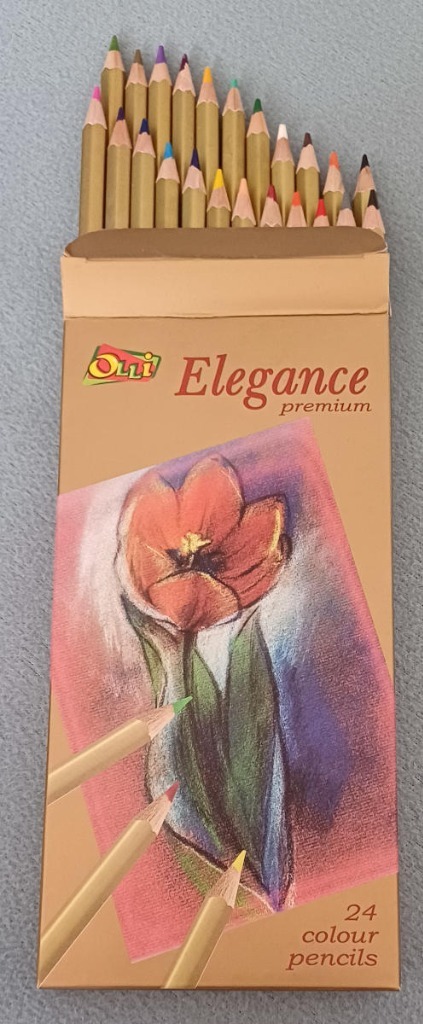 OLLi
Elegance
premium
24
colour
pencils